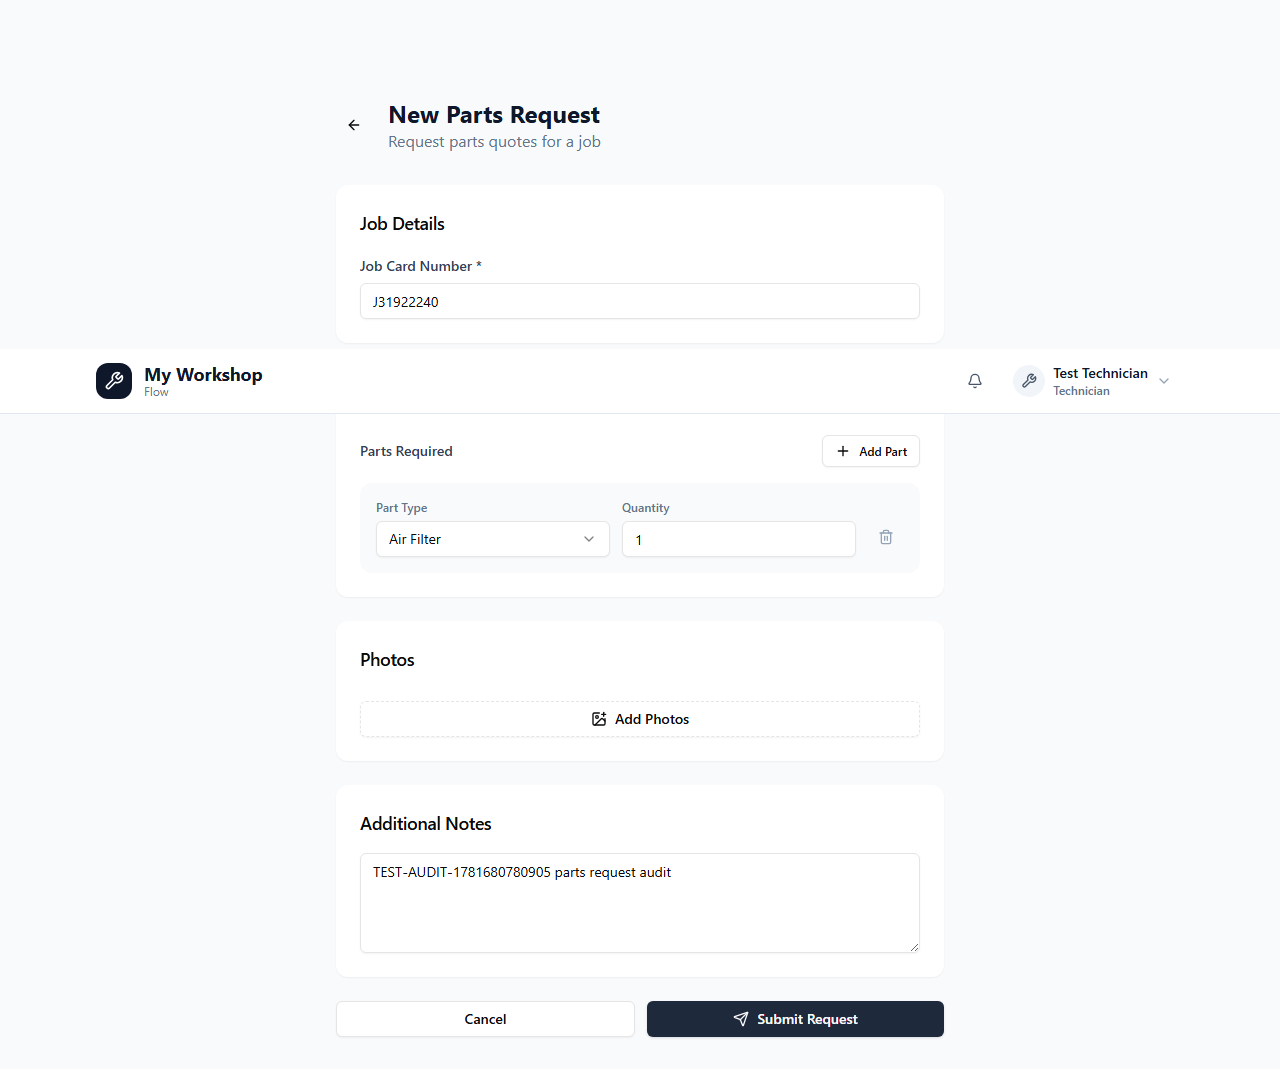 New Parts Request
Request parts quotes for a job
Job Details
Job Card Number *
J31922240
My Workshop
Flow
Test Technician
Technician
Parts Required
Add Part
Part Type
Quantity
Air Filter
1
Photos
Add Photos
Additional Notes
TEST-AUDIT-1781680780905 parts request audit
Cancel
Submit Request